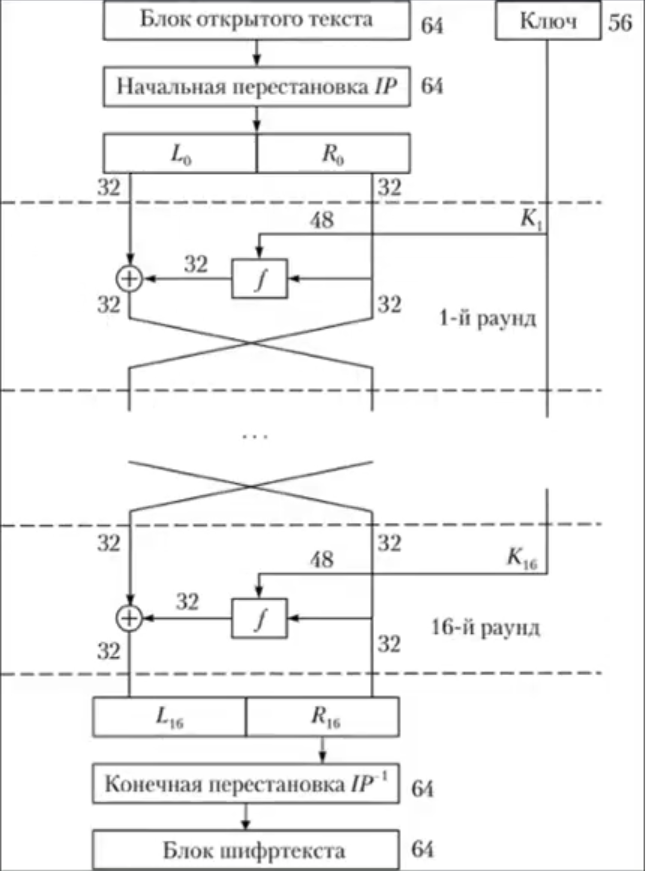 Блок открытого текста 64 Ключ 56
Начальная перестановка IP 64
L₀ R₀
32 32
48 K₁
32 f
32 32
1-й раунд
...
32 32
48 K₁₆
32 f
16-й раунд
32 32
L₁₆ R₁₆
Конечная перестановка IP⁻¹ 64
Блок шифртекста 64